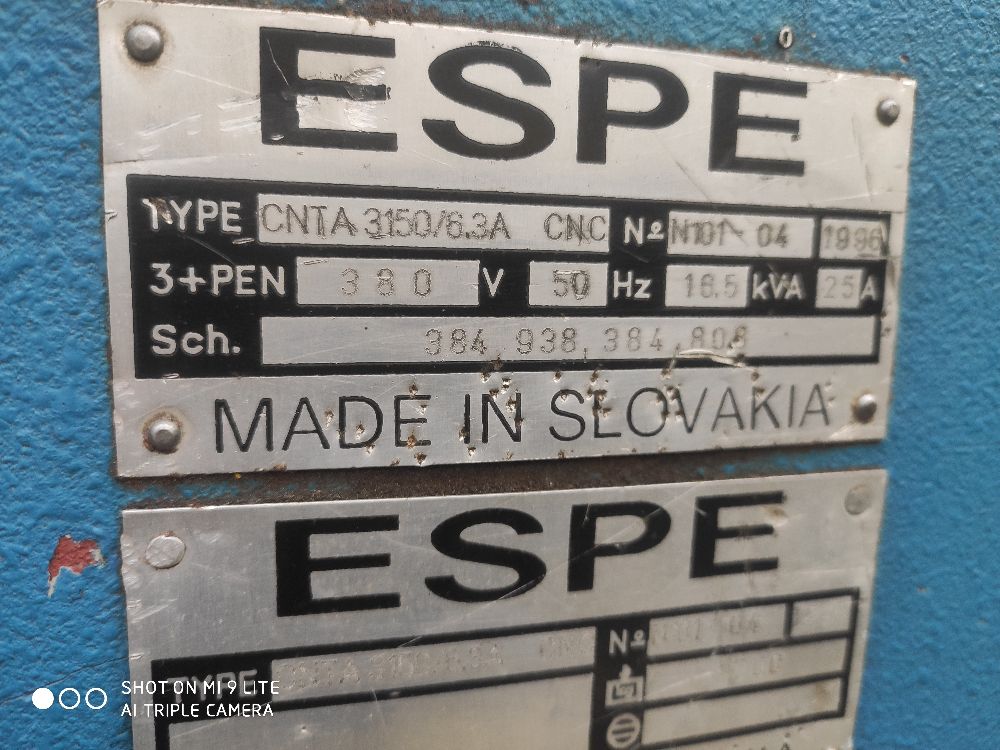 ESPE
TYPE CNTA 3150/6.3A CNC № N101-04 1996
3+PEN 380 V 50 Hz 16.5 kVA 25 A
Sch. 384, 938, 384, 808
MADE IN SLOVAKIA
ESPE
TYPE CNTA №
SHOT ON MI 9 LITE
AI TRIPLE CAMERA